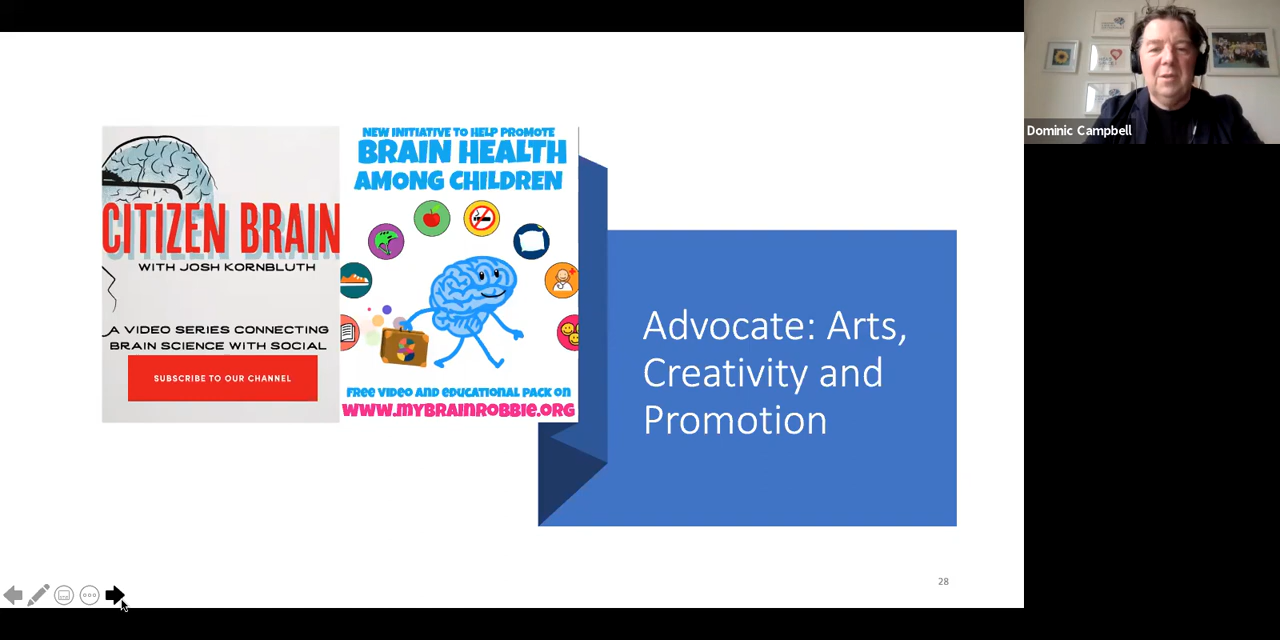 CITIZEN BRAIN
WITH JOSH KORNBLUTH
A VIDEO SERIES CONNECTING
BRAIN SCIENCE WITH SOCIAL
SUBSCRIBE TO OUR CHANNEL
NEW INITIATIVE TO HELP PROMOTE
BRAIN HEALTH
AMONG CHILDREN
FREE VIDEO AND EDUCATIONAL PACK ON
WWW.MYBRAINROBBIE.ORG
Advocate: Arts,
Creativity and
Promotion
28
Dominic Campbell